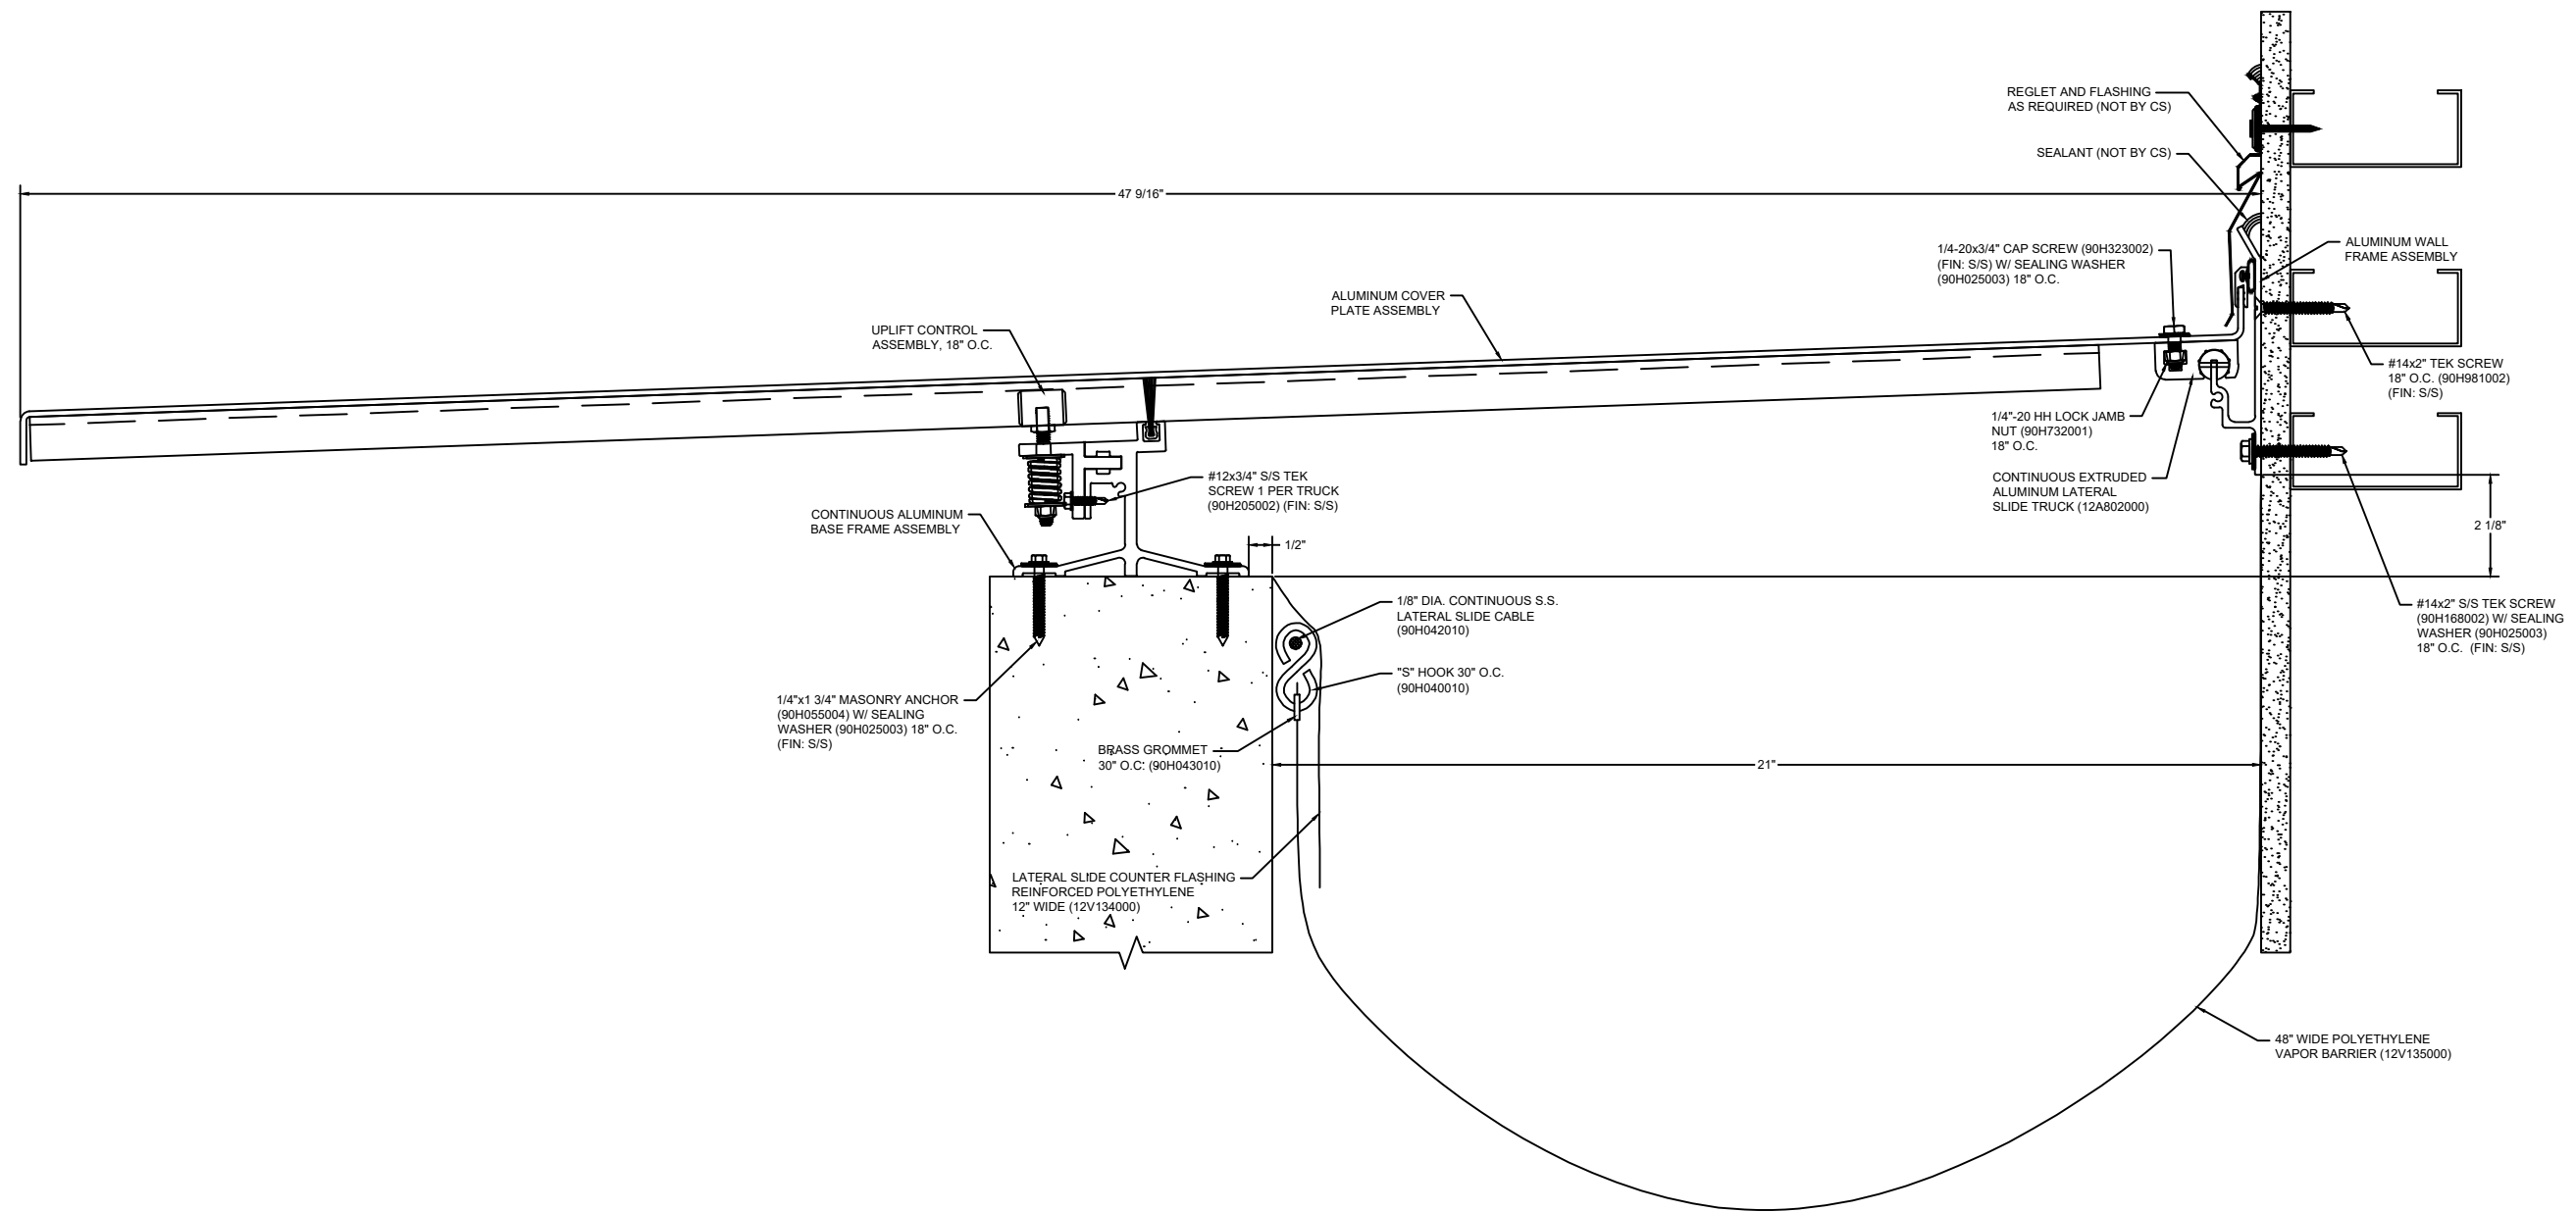 REGLET AND FLASHING
AS REQUIRED (NOT BY CS)
SEALANT (NOT BY CS)
47 9/16"
1/4-20x3/4" CAP SCREW (90H323002)
(FIN: S/S) W/ SEALING WASHER
(90H025003) 18" O.C.
ALUMINUM WALL
FRAME ASSEMBLY
ALUMINUM COVER
PLATE ASSEMBLY
UPLIFT CONTROL
ASSEMBLY, 18" O.C.
#14x2" TEK SCREW
18" O.C. (90H981002)
(FIN: S/S)
1/4"-20 HH LOCK JAMB
NUT (90H732001)
18" O.C.
#12x3/4" S/S TEK
SCREW 1 PER TRUCK
(90H205002) (FIN: S/S)
CONTINUOUS EXTRUDED
ALUMINUM LATERAL
SLIDE TRUCK (12A802000)
CONTINUOUS ALUMINUM
BASE FRAME ASSEMBLY
2 1/8"
1/2"
1/8" DIA. CONTINUOUS S.S.
LATERAL SLIDE CABLE
(90H042010)
#14x2" S/S TEK SCREW
(90H168002) W/ SEALING
WASHER (90H025003)
18" O.C. (FIN: S/S)
"S" HOOK 30" O.C.
(90H040010)
1/4"x1 3/4" MASONRY ANCHOR
(90H055004) W/ SEALING
WASHER (90H025003) 18" O.C.
(FIN: S/S)
BRASS GROMMET
30" O.C. (90H043010)
21"
LATERAL SLIDE COUNTER FLASHING
REINFORCED POLYETHYLENE
12" WIDE (12V134000)
48" WIDE POLYETHYLENE
VAPOR BARRIER (12V135000)